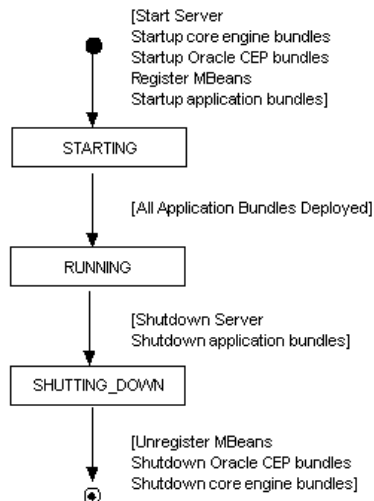 [Start Server
Startup core engine bundles
Startup Oracle CEP bundles
Register MBeans
Startup application bundles]
STARTING
[All Application Bundles Deployed]
RUNNING
[Shutdown Server
Shutdown application bundles]
SHUTTING_DOWN
[Unregister MBeans
Shutdown Oracle CEP bundles
Shutdown core engine bundles]